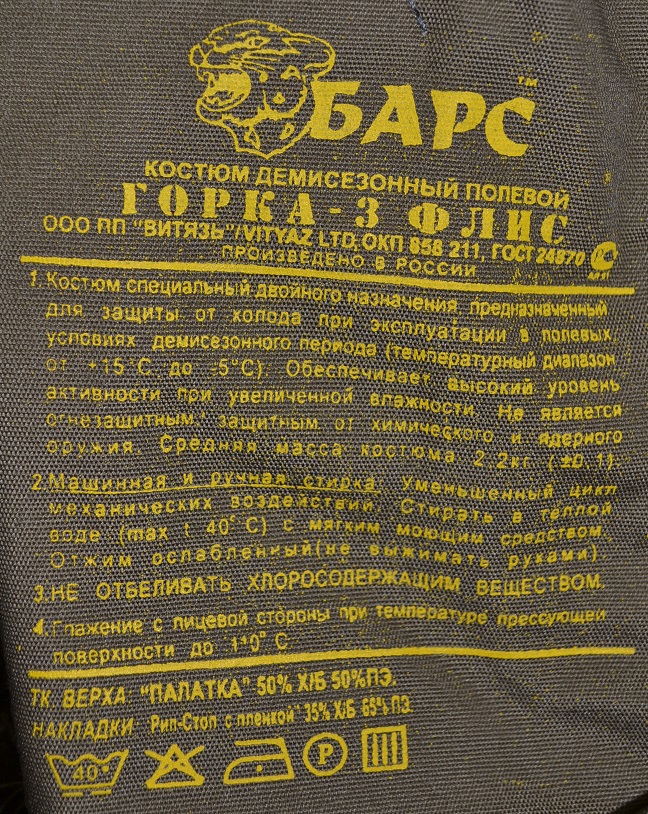 БАРС™
КОСТЮМ ДЕМИСЕЗОННЫЙ ПОЛЕВОЙ ®
ГОРКА-3 ФЛИС
ООО ПП "ВИТЯЗЬ"/VITYAZ LTD, ОКП 858 211, ГОСТ 24870
ПРОИЗВЕДЕНО В РОССИИ
1. Костюм специальный двойного назначения предназначенный
для защиты от холода при эксплуатации в полевых
условиях демисезонного периода (температурный диапазон
от +15°С до -5°С). Обеспечивает высокий уровень
активности при увеличенной влажности. Не является
огнезащитным, защитным от химического и ядерного
оружия. Средняя масса костюма 2.2кг (±0,1).
2. Машинная и ручная стирка: Уменьшенный цикл
механических воздействий. Стирать в теплой
воде (max t 40°С) с мягким моющим средством.
Отжим ослабленный(не выжимать руками).
3.НЕ ОТБЕЛИВАТЬ ХЛОРОСОДЕРЖАЩИМ ВЕЩЕСТВОМ.
4. Глажение с лицевой стороны при температуре прессующей
поверхности до 110°С
ТК. ВЕРХА: "ПАЛАТКА" 50% Х/Б 50%ПЭ.
НАКЛАДКИ: Рип-Стоп с пленкой" 35% Х/Б 65% ПЭ
40° P